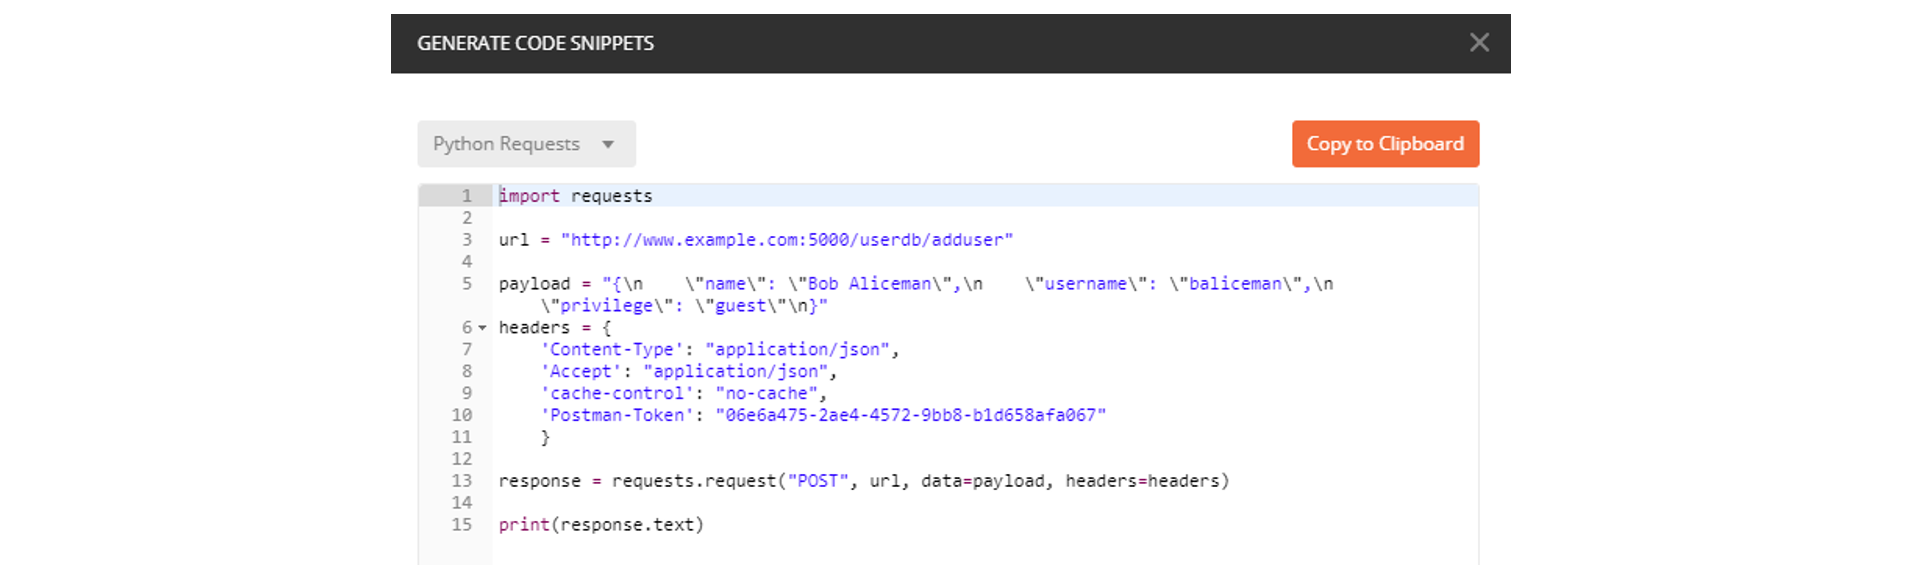 GENERATE CODE SNIPPETS
Python Requests
Copy to Clipboard
1 import requests
2
3 url = "http://www.example.com:5000/userdb/adduser"
4
5 payload = "{\n    \"name\": \"Bob Aliceman\",\n    \"username\": \"baliceman\",\n
    \"privilege\": \"guest\"\n}"
6 headers = {
7     'Content-Type': "application/json",
8     'Accept': "application/json",
9     'cache-control': "no-cache",
10     'Postman-Token': "06e6a475-2ae4-4572-9bb8-b1d658afa067"
11     }
12
13 response = requests.request("POST", url, data=payload, headers=headers)
14
15 print(response.text)